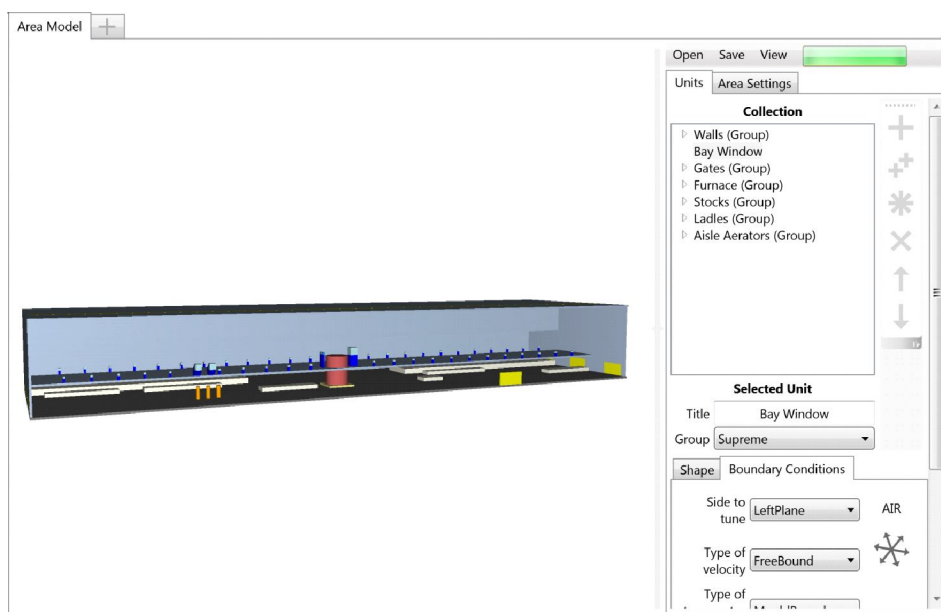 Area Model
Open Save View
Units Area Settings
Collection
Walls (Group)
Bay Window
Gates (Group)
Furnace (Group)
Stocks (Group)
Ladles (Group)
Aisle Aerators (Group)
Selected Unit
Title Bay Window
Group Supreme
Shape Boundary Conditions
Side to
tune LeftPlane AIR
Type of
velocity FreeBound
Type of